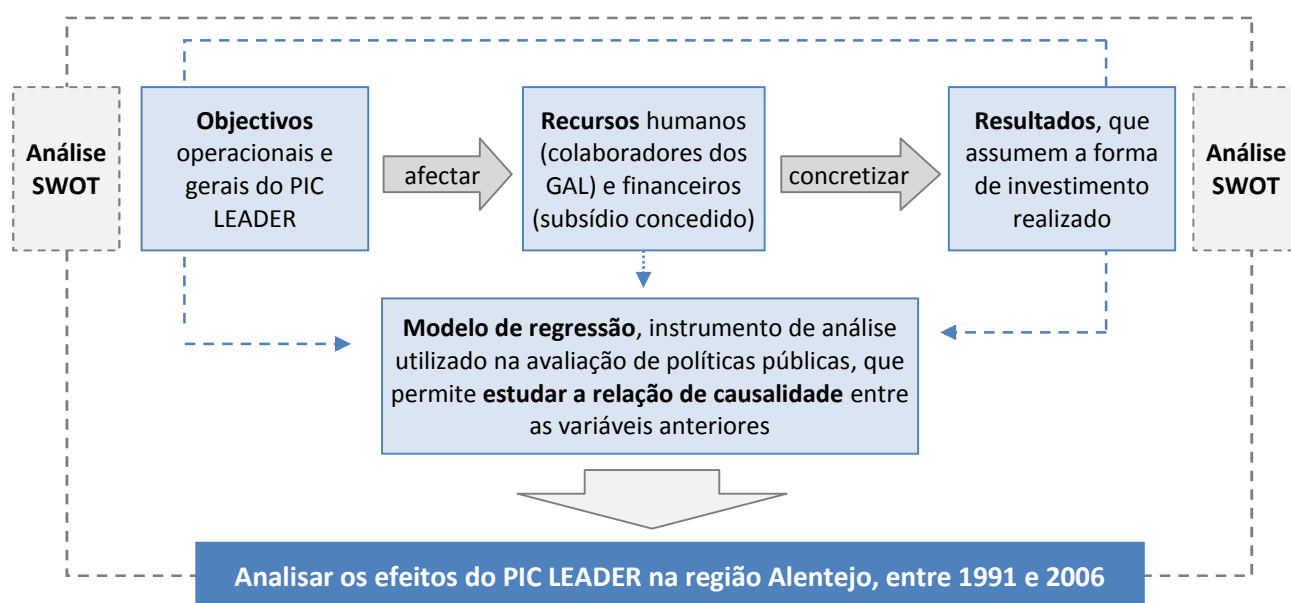 Análise
SWOT
Objectivos
operacionais e
gerais do PIC
LEADER
afectar
Recursos humanos
(colaboradores dos
GAL) e financeiros
(subsídio concedido)
concretizar
Resultados, que
assumem a forma
de investimento
realizado
Análise
SWOT
Modelo de regressão, instrumento de análise
utilizado na avaliação de políticas públicas, que
permite estudar a relação de causalidade entre
as variáveis anteriores
Analisar os efeitos do PIC LEADER na região Alentejo, entre 1991 e 2006